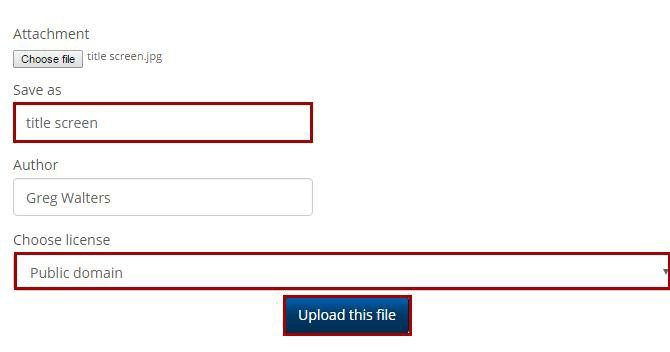 Attachment
Choose file title screen.jpg
Save as
title screen
Author
Greg Walters
Choose license
Public domain
Upload this file